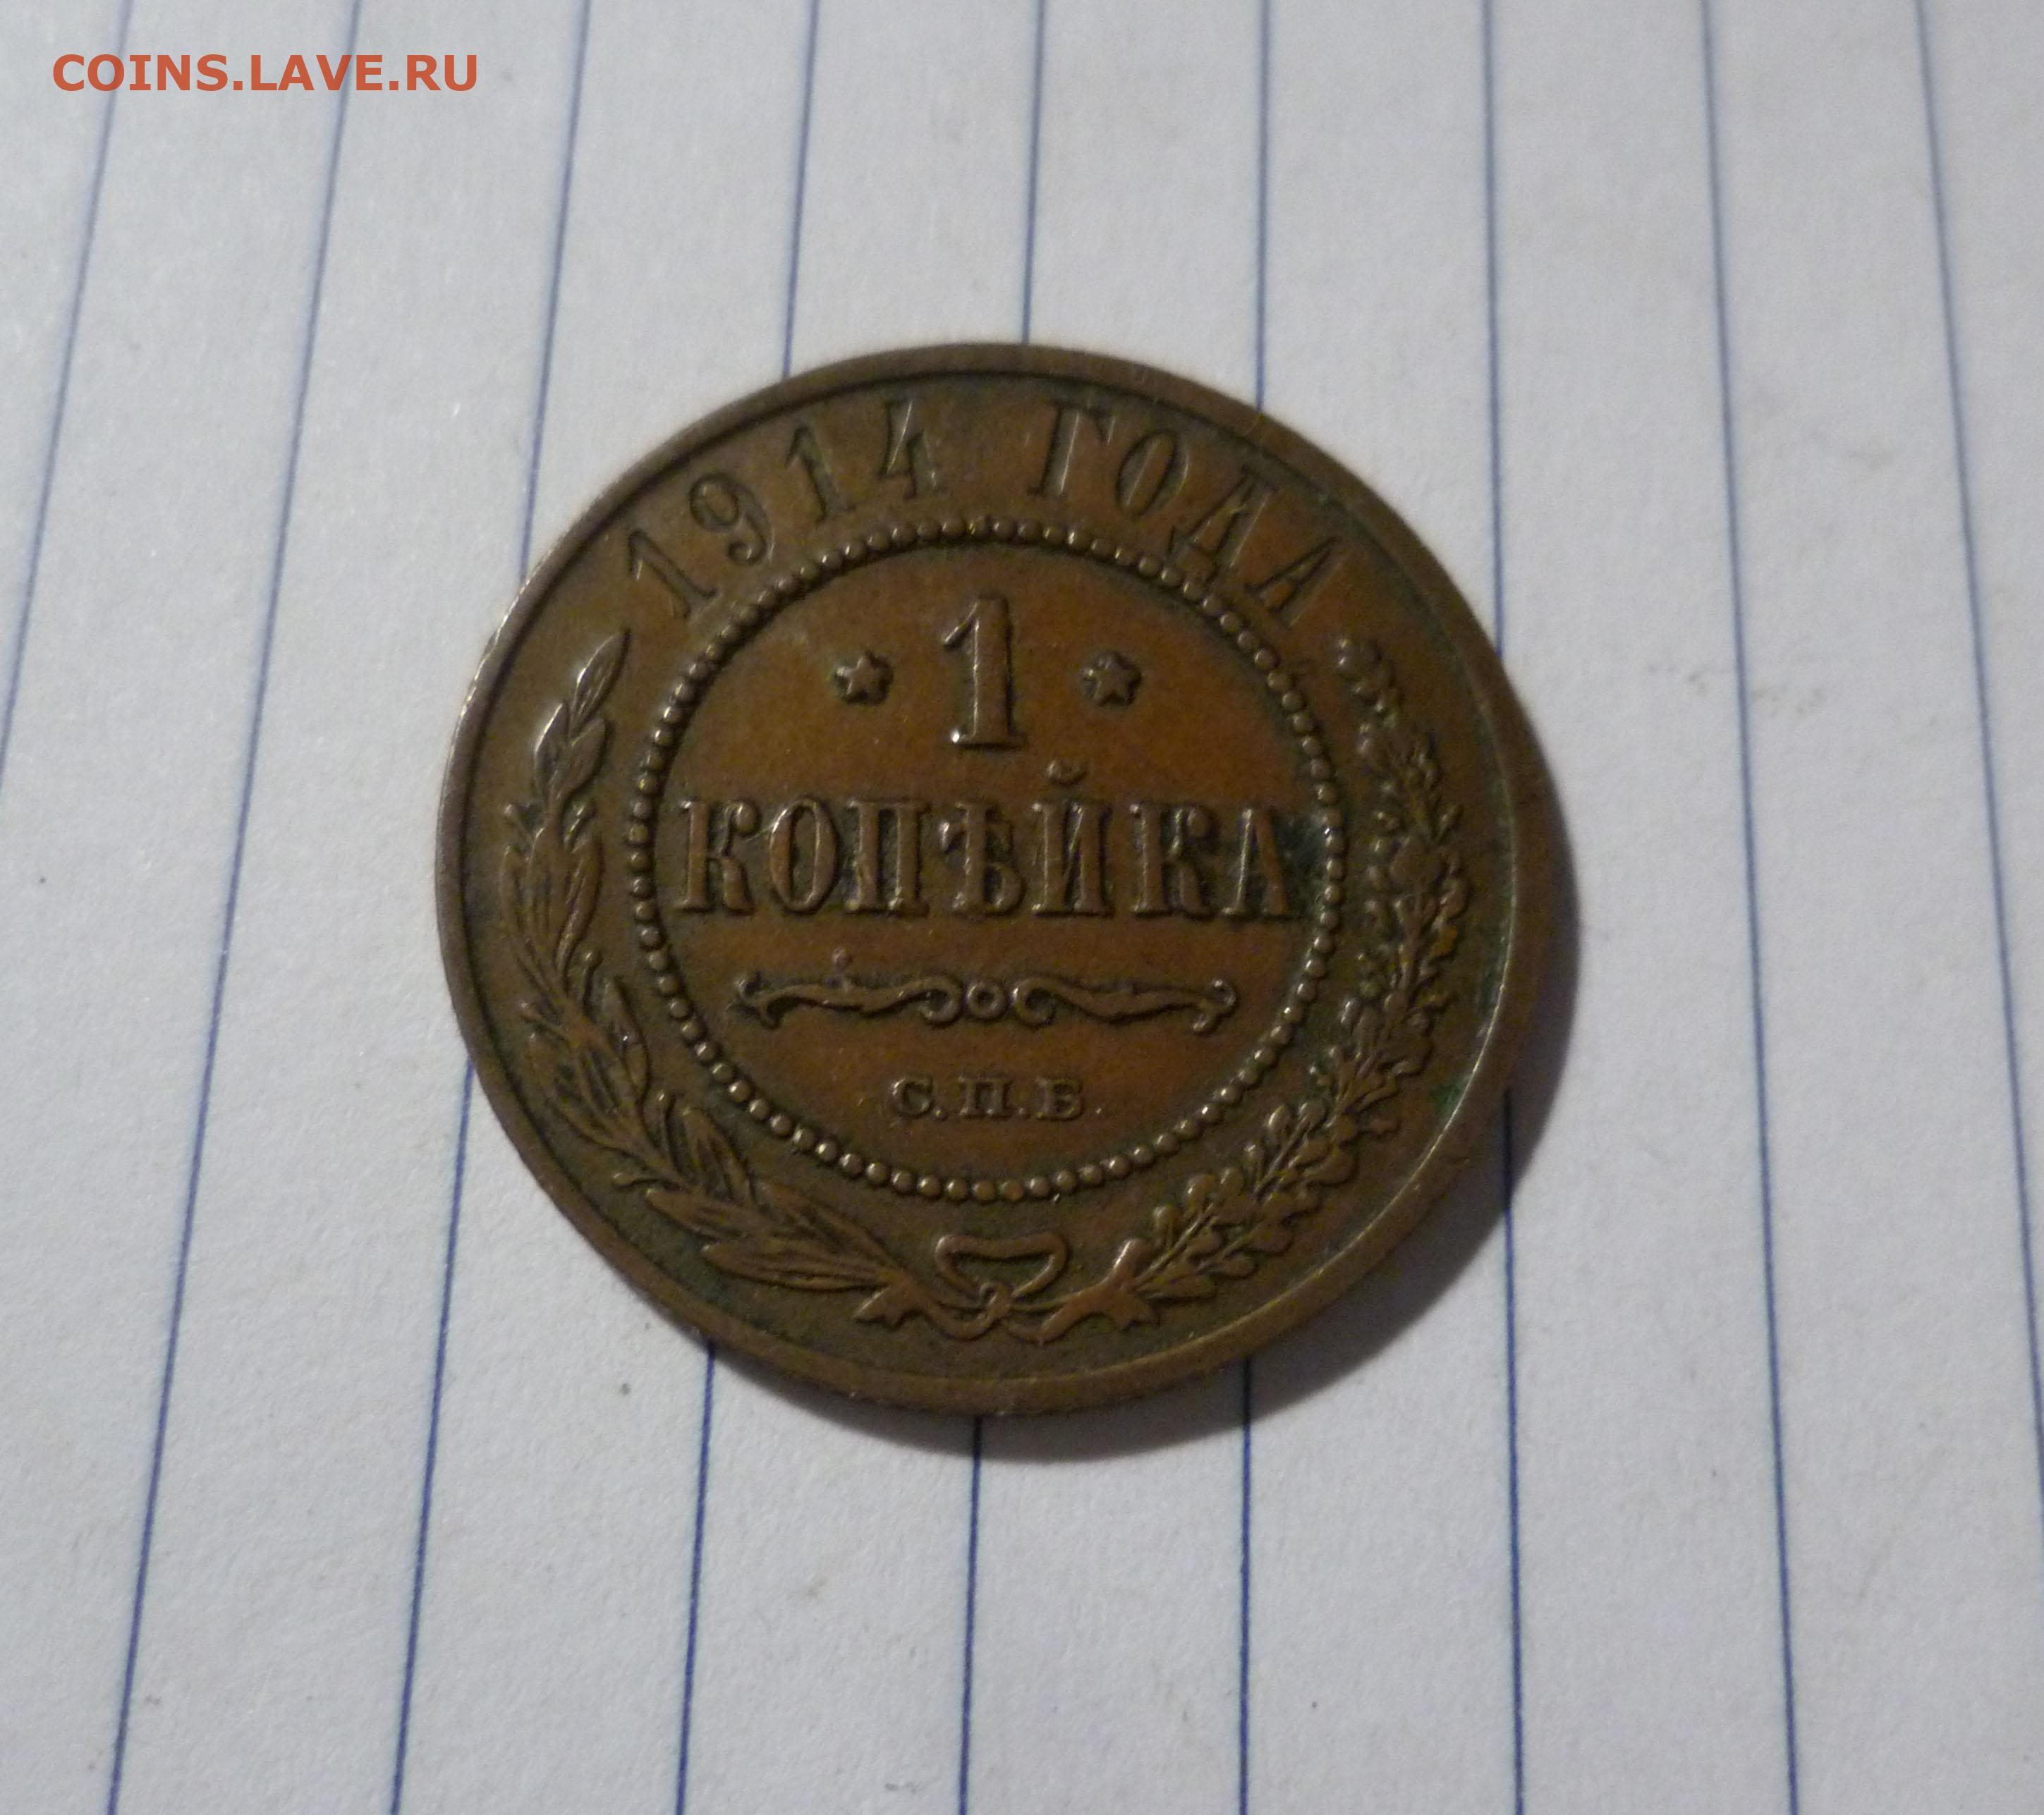 COINS.LAVE.RU
1914 ГОДА
1
КОПѢЙКА
С.П.Б.